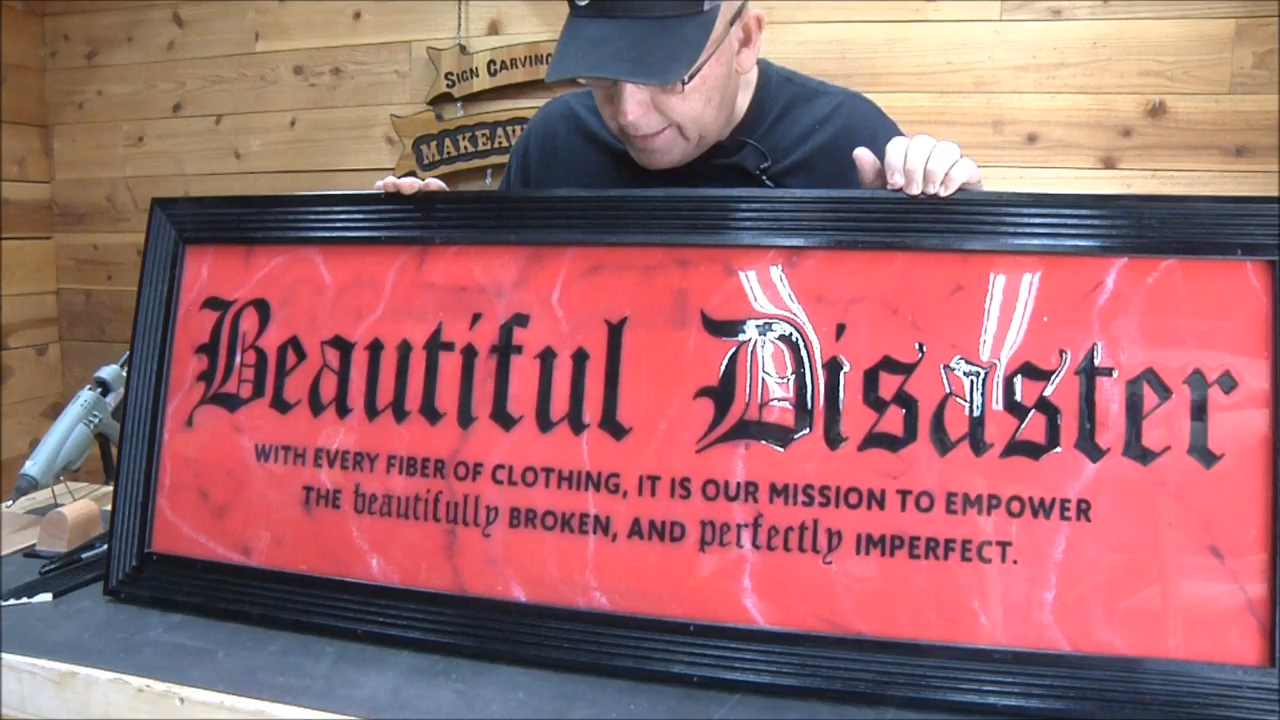 SIGN CARVING
Beautiful Disaster
WITH EVERY FIBER OF CLOTHING, IT IS OUR MISSION TO EMPOWER
THE beautifully BROKEN, AND perfectly IMPERFECT.